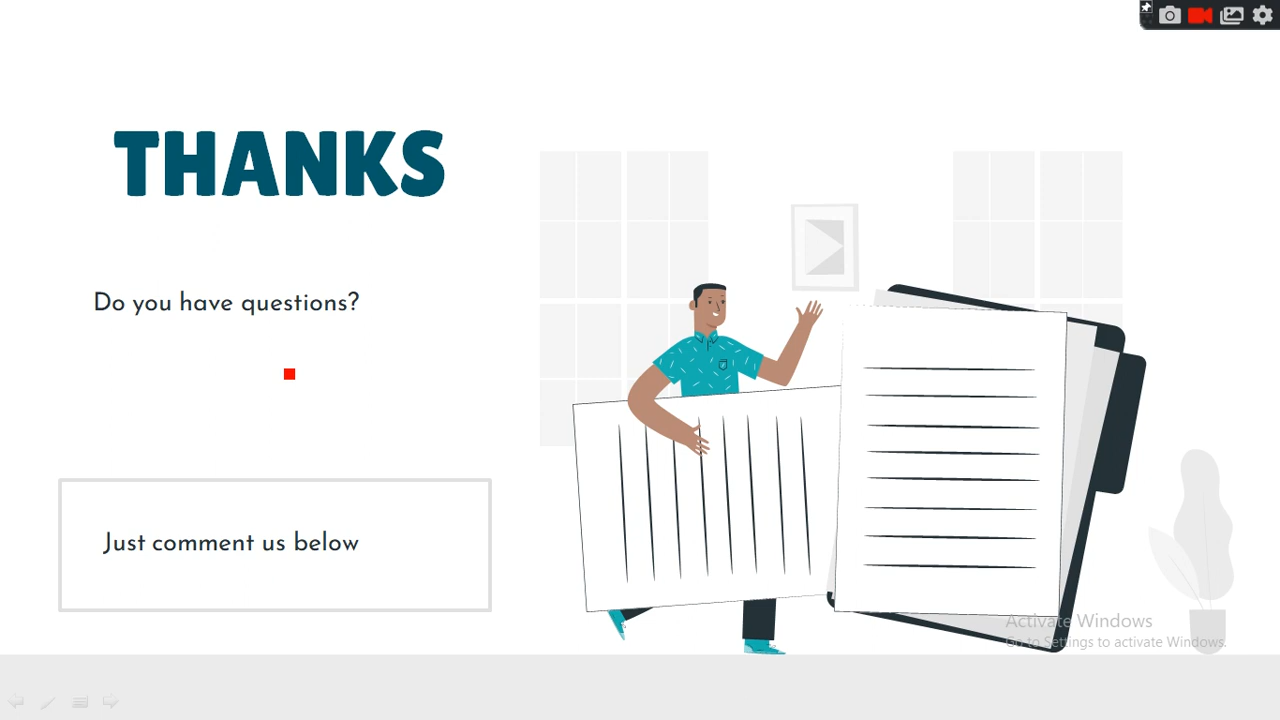 THANKS
Do you have questions?
Just comment us below
Activate Windows
Go to Settings to activate Windows.